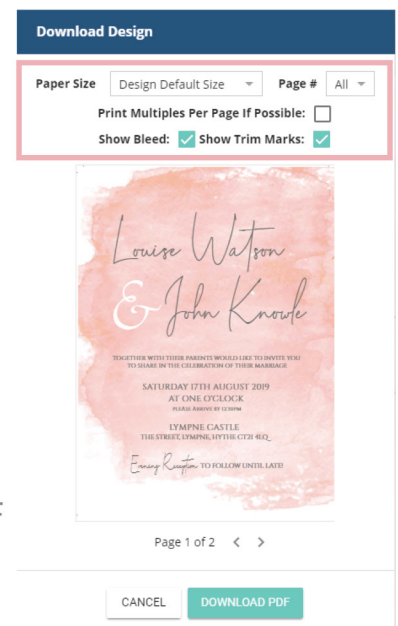 Download Design
Paper Size Design Default Size Page # All
Print Multiples Per Page If Possible:
Show Bleed: Show Trim Marks:
Louise Watson
& John Knowle
TOGETHER WITH THEIR PARENTS WOULD LIKE TO INVITE YOU
TO SHARE IN THE CELEBRATION OF THEIR MARRIAGE
SATURDAY 17TH AUGUST 2019
AT ONE O'CLOCK
PLEASE ARRIVE BY 12:30PM
LYMPNE CASTLE
THE STREET, LYMPNE, HYTHE CT21 4LQ
Evening Reception TO FOLLOW UNTIL LATE!
Page 1 of 2 < >
CANCEL DOWNLOAD PDF